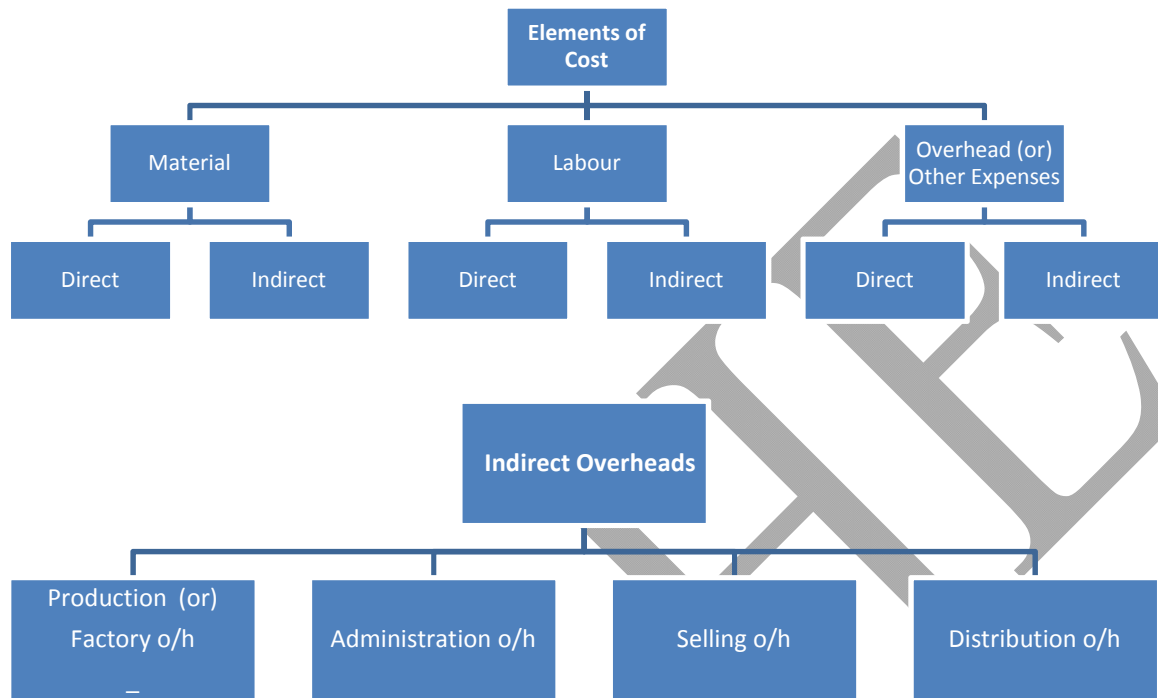 Elements of
Cost
Material
Labour
Overhead (or)
Other Expenses
Direct
Indirect
Direct
Indirect
Direct
Indirect
Indirect Overheads
Production (or)
Factory o/h
_
Administration o/h
Selling o/h
Distribution o/h